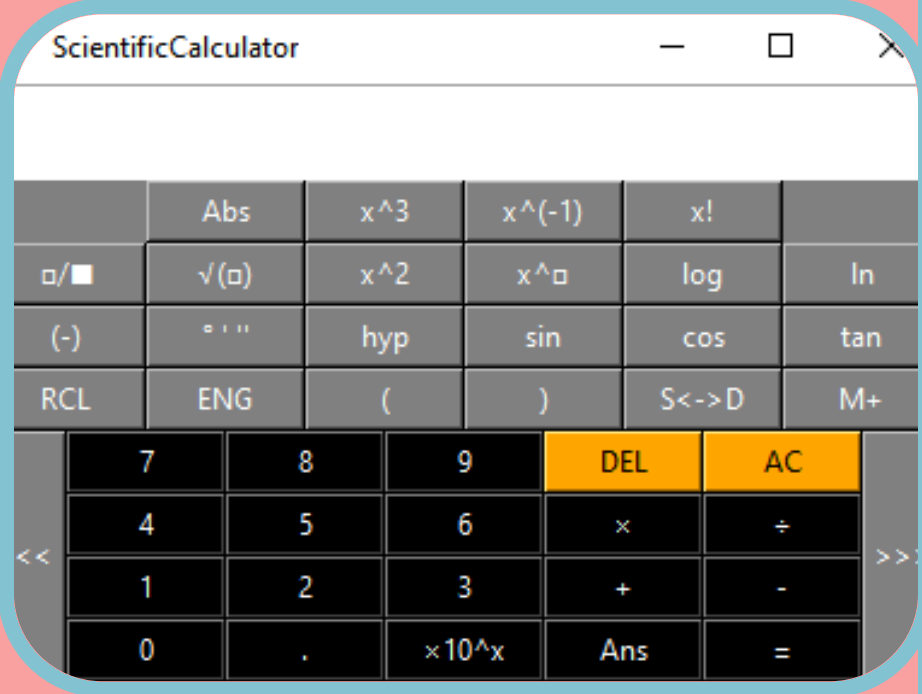 ScientificCalculator
Abs x^3 x^(-1) x!
▫/■ √(▫) x^2 x^▫ log ln
(-) ° ' '' hyp sin cos tan
RCL ENG ( ) S<->D M+
7 8 9 DEL AC
4 5 6 × ÷
<< >>>
1 2 3 + -
0 . ×10^x Ans =